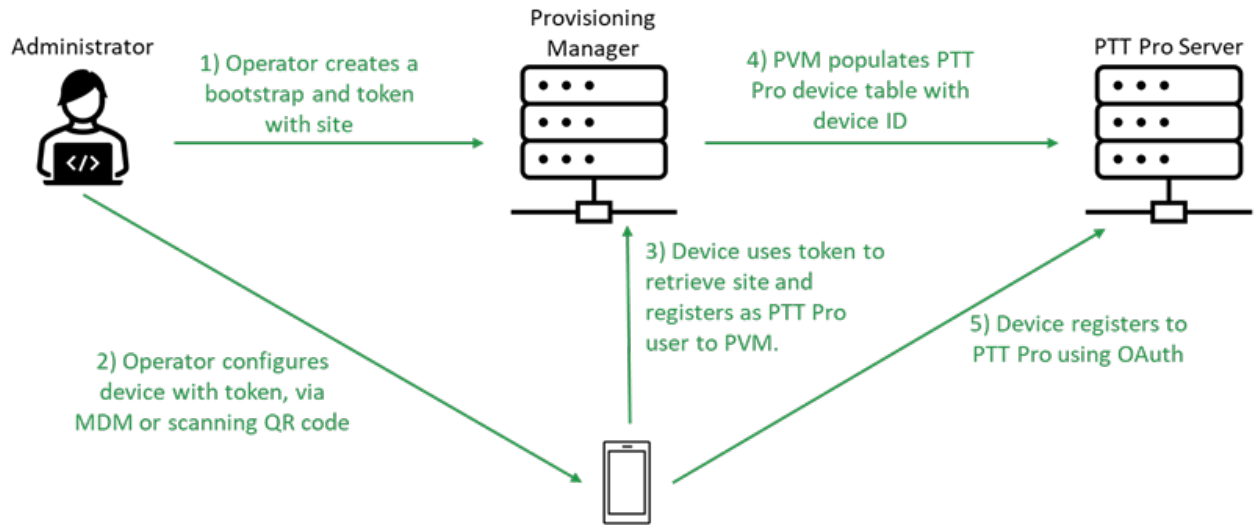 Administrator
1) Operator creates a
bootstrap and token
with site
Provisioning
Manager
4) PVM populates PTT
Pro device table with
device ID
PTT Pro Server
</>
3) Device uses token to
retrieve site and
registers as PTT Pro
user to PVM.
5) Device registers to
PTT Pro using OAuth
2) Operator configures
device with token, via
MDM or scanning QR code